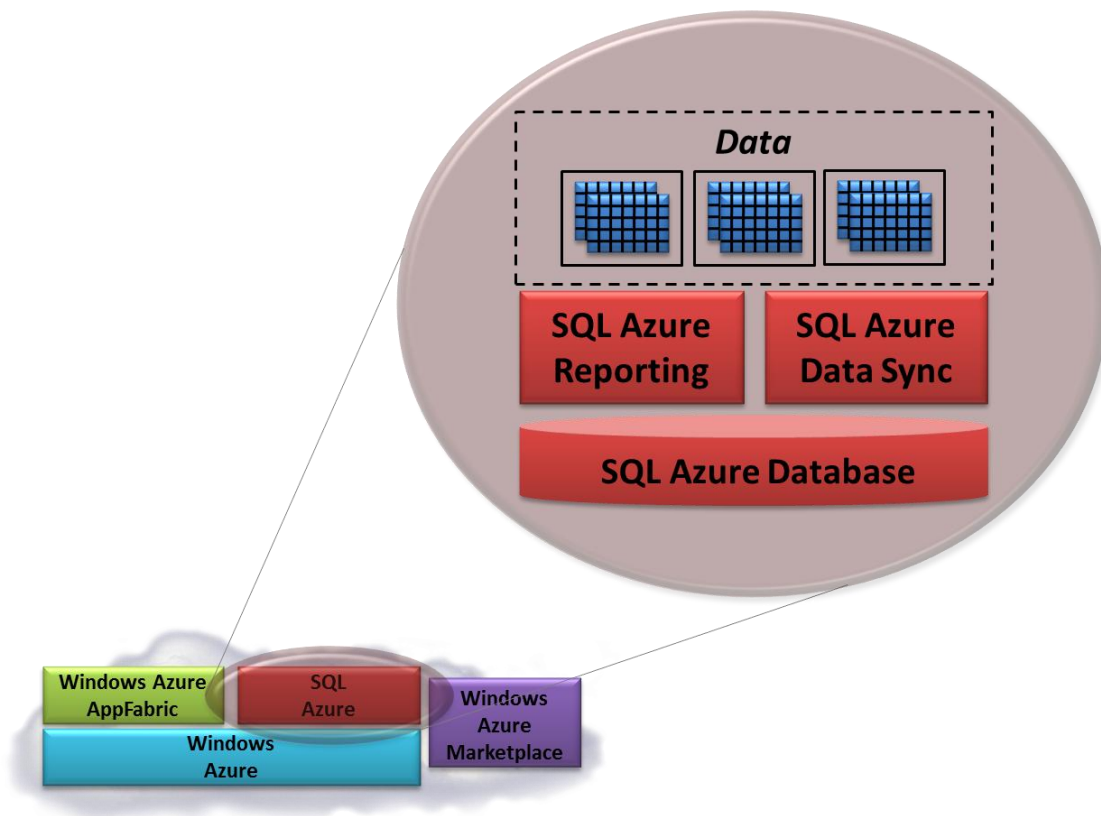 Data
SQL Azure
Reporting
SQL Azure
Data Sync
SQL Azure Database
Windows Azure
AppFabric
SQL
Azure
Windows
Azure
Marketplace
Windows
Azure